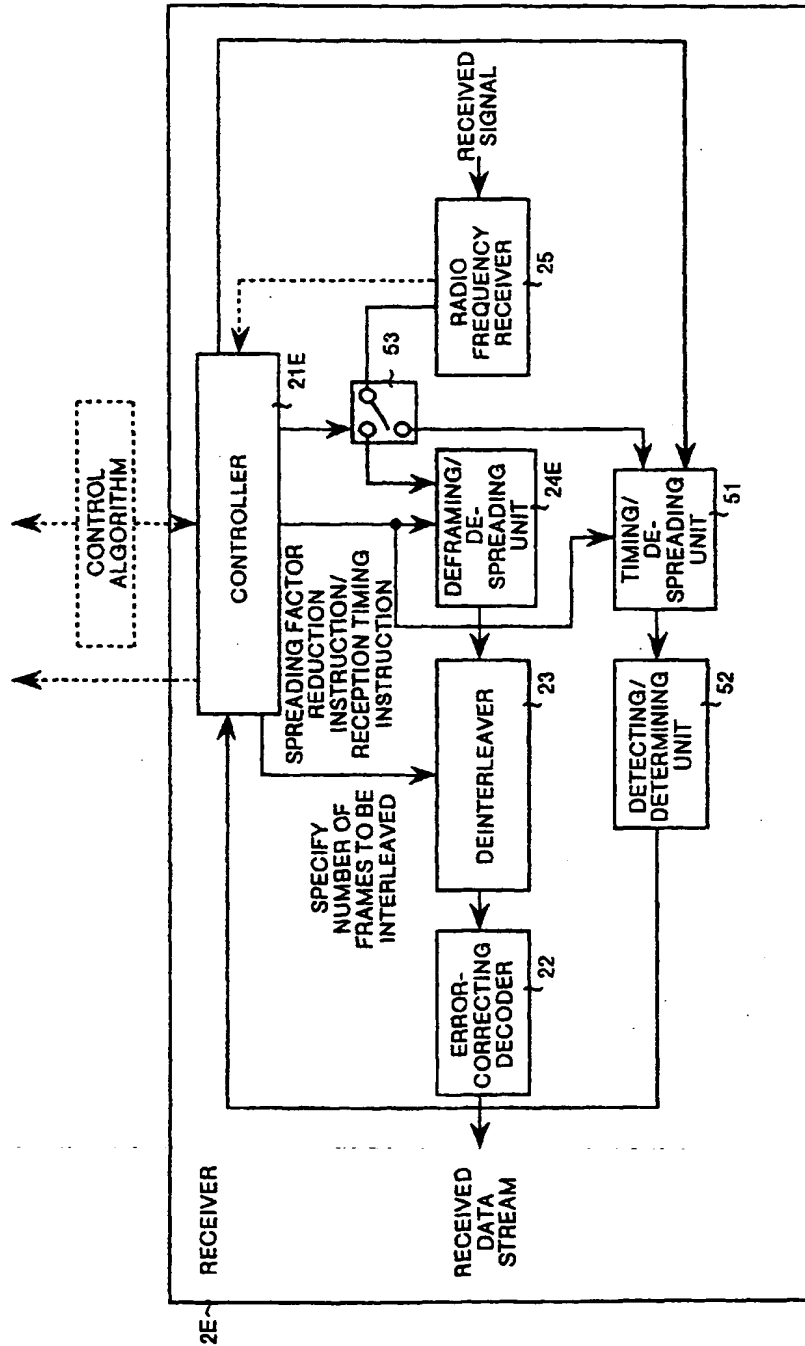 2E
RECEIVER
CONTROL
ALGORITHM
CONTROLLER
21E
SPREADING FACTOR
REDUCTION
INSTRUCTION/
RECEPTION TIMING
INSTRUCTION
SPECIFY
NUMBER OF
FRAMES TO BE
INTERLEAVED
53
RECEIVED
DATA
STREAM
ERROR-
CORRECTING
DECODER
22
DEINTERLEAVER
23
DEFRAMING/
DE-
SPREADING
UNIT
24E
RADIO
FREQUENCY
RECEIVER
25
RECEIVED
SIGNAL
DETECTING/
DETERMINING
UNIT
52
TIMING/
DE-
SPREADING
UNIT
51